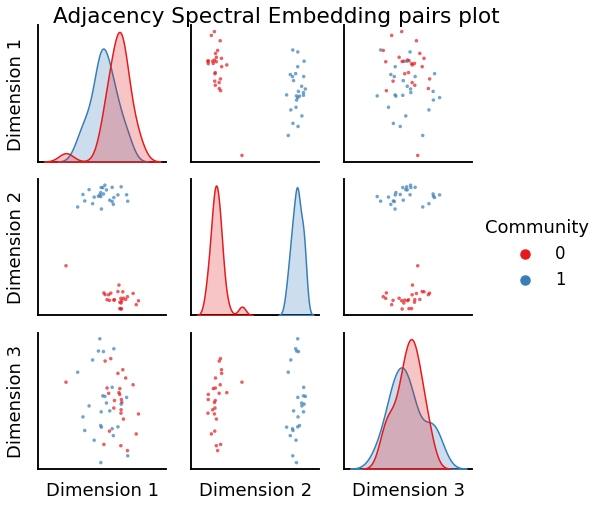 Adjacency Spectral Embedding pairs plot
Dimension 1
Dimension 2
Dimension 3
Community
0
1
Dimension 1
Dimension 2
Dimension 3